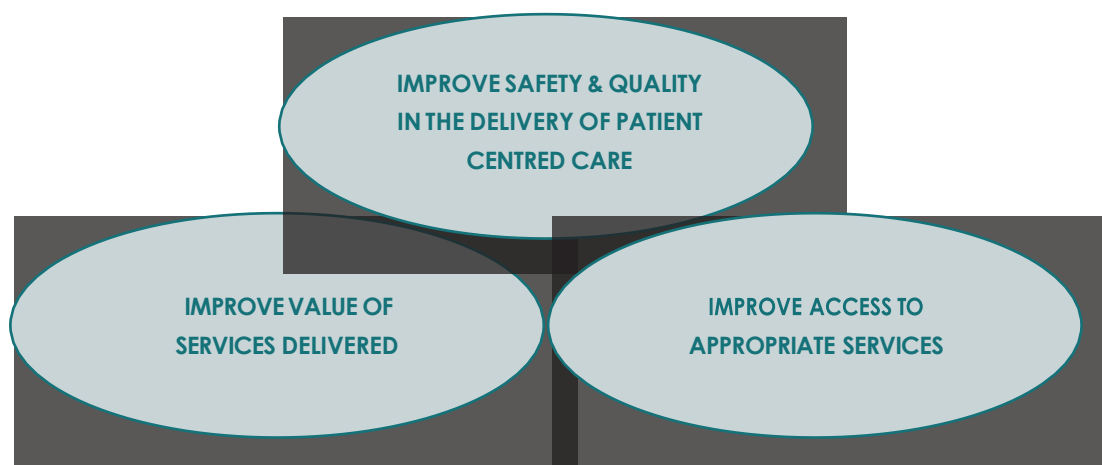 IMPROVE SAFETY & QUALITY
IN THE DELIVERY OF PATIENT
CENTRED CARE
IMPROVE VALUE OF
SERVICES DELIVERED
IMPROVE ACCESS TO
APPROPRIATE SERVICES